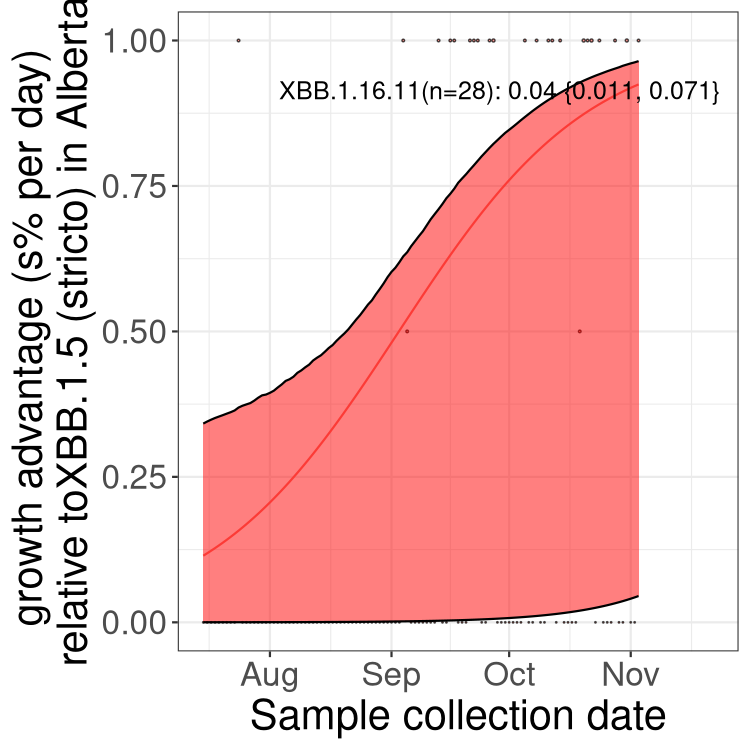 growth advantage (s% per day)
relative toXBB.1.5 (stricto) in Alberta
1.00
XBB.1.16.11(n=28): 0.04 {0.011, 0.071}
0.75
0.50
0.25
0.00
Aug Sep Oct Nov
Sample collection date